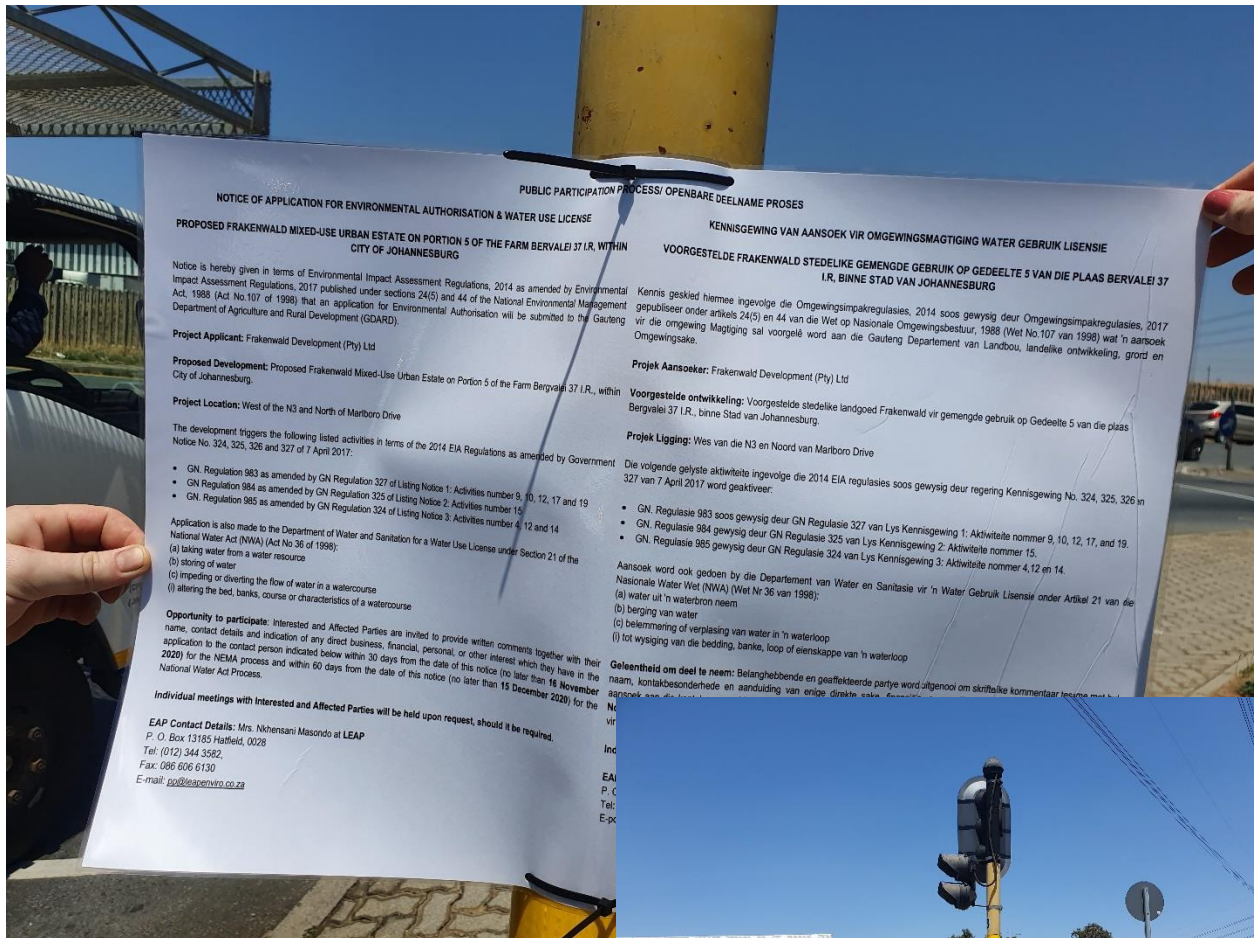 PUBLIC PARTICIPATION PROCESS/ OPENBARE DEELNAME PROSES
NOTICE OF APPLICATION FOR ENVIRONMENTAL AUTHORISATION & WATER USE LICENSE
PROPOSED FRAKENWALD MIXED-USE URBAN ESTATE ON PORTION 5 OF THE FARM BERVALEI 37 I.R, WITHIN
CITY OF JOHANNESBURG
Notice is hereby given in terms of Environmental Impact Assessment Regulations, 2014 as amended by Environmental
Impact Assessment Regulations, 2017 published under sections 24(5) and 44 of the National Environmental Management
Act, 1988 (Act No.107 of 1998) that an application for Environmental Authorisation will be submitted to the Gauteng
Department of Agriculture and Rural Development (GDARD).
Project Applicant: Frakenwald Development (Pty) Ltd
Proposed Development: Proposed Frakenwald Mixed-Use Urban Estate on Portion 5 of the Farm Bergvalei 37 I.R., within
City of Johannesburg.
Project Location: West of the N3 and North of Marlboro Drive
The development triggers the following listed activities in terms of the 2014 EIA Regulations as amended by Government
Notice No. 324, 325, 326 and 327 of 7 April 2017:
• GN. Regulation 983 as amended by GN Regulation 327 of Listing Notice 1: Activities number 9, 10, 12, 17 and 19
• GN. Regulation 984 as amended by GN Regulation 325 of Listing Notice 2: Activities number 15
• GN. Regulation 985 as amended by GN Regulation 324 of Listing Notice 3: Activities number 4, 12 and 14
Application is also made to the Department of Water and Sanitation for a Water Use License under Section 21 of the
National Water Act (NWA) (Act No 36 of 1998):
(a) taking water from a water resource
(b) storing of water
(c) impeding or diverting the flow of water in a watercourse
(i) altering the bed, banks, course or characteristics of a watercourse
Opportunity to participate: Interested and Affected Parties are invited to provide written comments together with their
name, contact details and indication of any direct business, financial, personal, or other interest which they have in the
application to the contact person indicated below within 30 days from the date of this notice (no later than 16 November
2020) for the NEMA process and within 60 days from the date of this notice (no later than 15 December 2020) for the
National Water Act Process.
Individual meetings with Interested and Affected Parties will be held upon request, should it be required.
EAP Contact Details: Mrs. Nkhensani Masondo at LEAP
P. O. Box 13185 Hatfield, 0028
Tel: (012) 344 3582,
Fax: 086 606 6130
E-mail: pp@leapenviro.co.za
KENNISGEWING VAN AANSOEK VIR OMGEWINGSMAGTIGING WATER GEBRUIK LISENSIE
VOORGESTELDE FRAKENWALD STEDELIKE GEMENGDE GEBRUIK OP GEDEELTE 5 VAN DIE PLAAS BERVALEI 37
I.R, BINNE STAD VAN JOHANNESBURG
Kennis geskied hiermee ingevolge die Omgewingsimpakregulasies, 2014 soos gewysig deur Omgewingsimpakregulasies, 2017
gepubliseer onder artikels 24(5) en 44 van die Wet op Nasionale Omgewingsbestuur, 1988 (Wet No.107 van 1998) wat 'n aansoek
vir die omgewing Magtiging sal voorgelê word aan die Gauteng Departement van Landbou, landelike ontwikkeling, grord en
Omgewingsake.
Projek Aansoeker: Frakenwald Development (Pty) Ltd
Voorgestelde ontwikkeling: Voorgestelde stedelike landgoed Frakenwald vir gemengde gebruik op Gedeelte 5 van die plaas
Bergvalei 37 I.R., binne Stad van Johannesburg.
Projek Ligging: Wes van die N3 en Noord van Marlboro Drive
Die volgende gelyste aktiwiteite ingevolge die 2014 EIA regulasies soos gewysig deur regering Kennisgewing No. 324, 325, 326 en
327 van 7 April 2017 word geaktiveer:
• GN. Regulasie 983 soos gewysig deur GN Regulasie 327 van Lys Kennisgewing 1: Aktiwiteite nommer 9, 10, 12, 17, and 19.
• GN. Regulasie 984 gewysig deur GN Regulasie 325 van Lys Kennisgewing 2: Aktiwiteite nommer 15.
• GN. Regulasie 985 gewysig deur GN Regulasie 324 van Lys Kennisgewing 3: Aktiwiteite nommer 4,12 en 14.
Aansoek word ook gedoen by die Departement van Water en Sanitasie vir 'n Water Gebruik Lisensie onder Artikel 21 van die
Nasionale Water Wet (NWA) (Wet Nr 36 van 1998):
(a) water uit 'n waterbron neem
(b) berging van water
(c) belemmering of verplasing van water in 'n waterloop
(i) tot wysiging van die bedding, banke, loop of eienskappe van 'n waterloop
Geleentheid om deel te neem: Belanghebbende en geaffekteerde partye word uitgenooi om skriftelike kommentaar tesame met hul
naam, kontakbesonderhede en aanduiding van enige direkte sake,
aansoek aan die